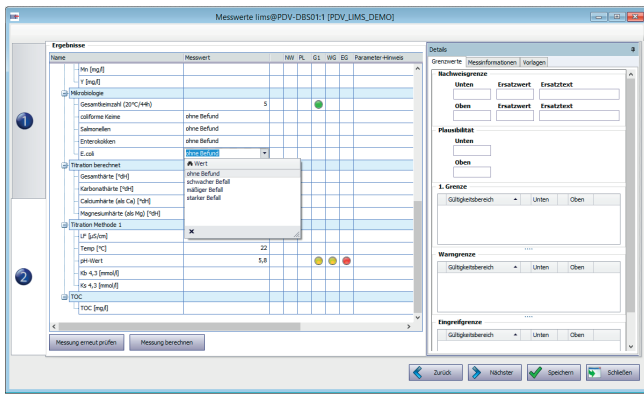 Messwerte lims@PDV-DBS01:1 [PDV_LIMS_DEMO]
Ergebnisse
Name Messwert NW PL G1 WG EG Parameter-Hinweis
Mn [mg/l]
Y [mg/l]
Mikrobiologie
Gesamtkeimzahl (20°C/44h) 5
coliforme Keime ohne Befund
Salmonellen ohne Befund
Enterokokken ohne Befund
E.coli ohne Befund
Wert
ohne Befund
schwacher Befall
mäßiger Befall
starker Befall
Titration berechnet
Gesamthärte [°dH]
Karbonathärte [°dH]
Calciumhärte (als Ca) [°dH]
Magnesiumhärte (als Mg) [°dH]
Titration Methode 1
LF [µS/cm]
Temp [°C] 22
pH-Wert 5,8
Kb 4,3 [mmol/l]
Ks 4,3 [mmol/l]
TOC
TOC [mg/l]
Messung erneut prüfen Messung berechnen
1
2
Details
Grenzwerte Messinformationen Vorlagen
Nachweisgrenze
Unten Ersatzwert Ersatztext
Oben Ersatzwert Ersatztext
Plausibilität
Unten
Oben
1. Grenze
Gültigkeitsbereich Unten Oben
Warngrenze
Gültigkeitsbereich Unten Oben
Eingreifgrenze
Gültigkeitsbereich Unten Oben
Zurück Nächster Speichern Schließen